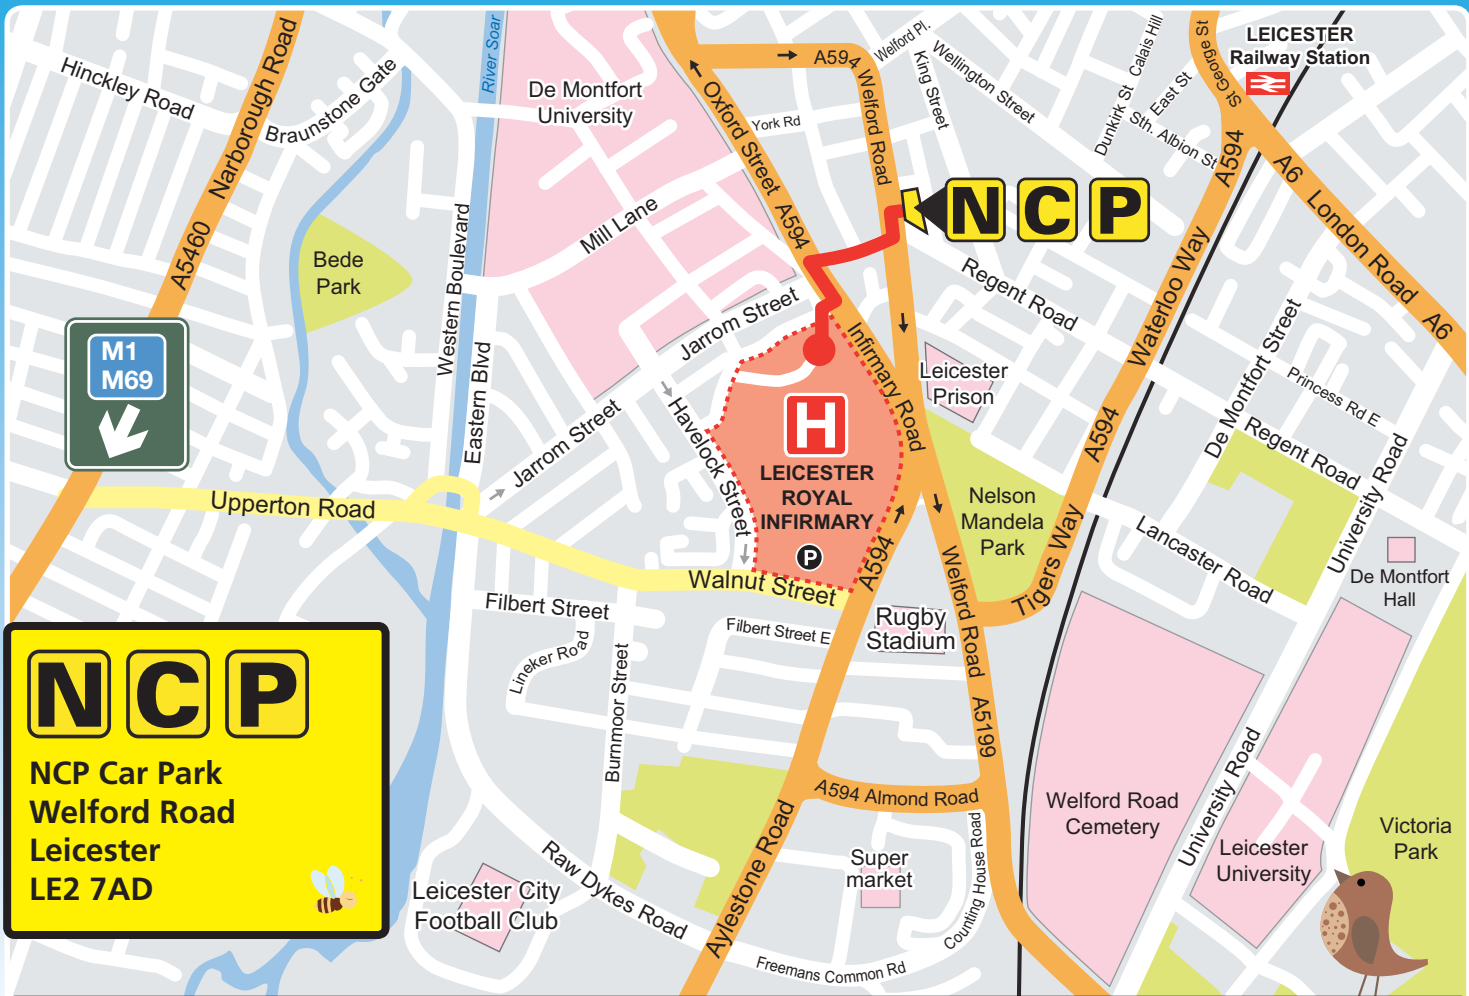 Hinckley Road
Narborough Road
A5460
Braunstone Gate
River Soar
De Montfort
University
Oxford Street
A594
York Rd
A594
Welford Road
Welford Pl.
King Street
Wellington Street
Dunkirk St
Calais Hill
East St
Sth. Albion St
St George St
LEICESTER
Railway Station
A594
A6
London Road
A6
NCP
Mill Lane
Bede
Park
Western Boulevard
Eastern Blvd
Jarrom Street
Jarrom Street
Infirmary Road
Regent Road
Waterloo Way
A594
De Montfort Street
Princess Rd E
Regent Road
University Road
M1
M69
Leicester
Prison
Havelock Street
H
LEICESTER
ROYAL
INFIRMARY
P
Nelson
Mandela
Park
Tigers Way
Lancaster Road
De Montfort
Hall
Upperton Road
Walnut Street
A594
Welford Road
A5199
Filbert Street
Filbert Street E
Rugby
Stadium
Lineker Road
Burnmoor Street
NCP
NCP Car Park
Welford Road
Leicester
LE2 7AD
A594 Almond Road
Aylestone Road
Raw Dykes Road
Leicester City
Football Club
Super
market
Counting House Road
Freemans Common Rd
Welford Road
Cemetery
University Road
Leicester
University
Victoria
Park